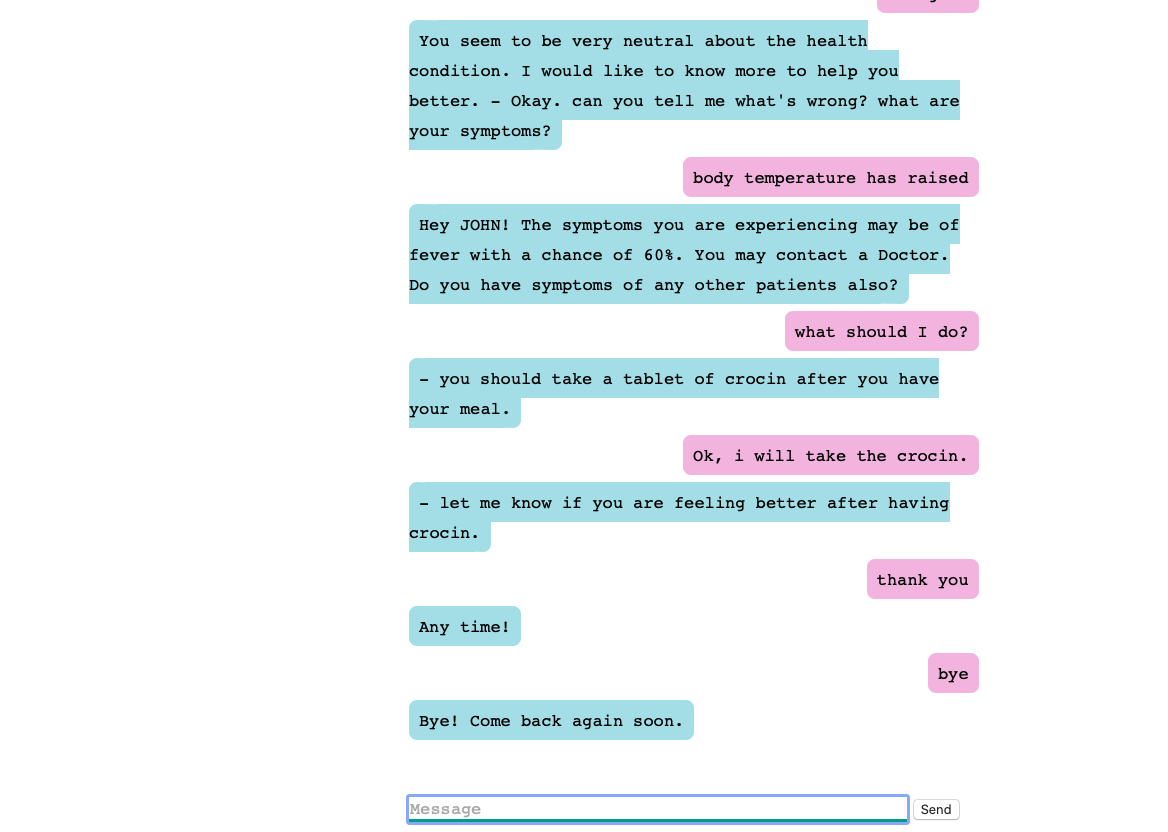 You seem to be very neutral about the health
condition. I would like to know more to help you
better. – Okay. can you tell me what's wrong? what are
your symptoms?
body temperature has raised
Hey JOHN! The symptoms you are experiencing may be of
fever with a chance of 60%. You may contact a Doctor.
Do you have symptoms of any other patients also?
what should I do?
– you should take a tablet of crocin after you have
your meal.
Ok, i will take the crocin.
– let me know if you are feeling better after having
crocin.
thank you
Any time!
bye
Bye! Come back again soon.
Message
Send